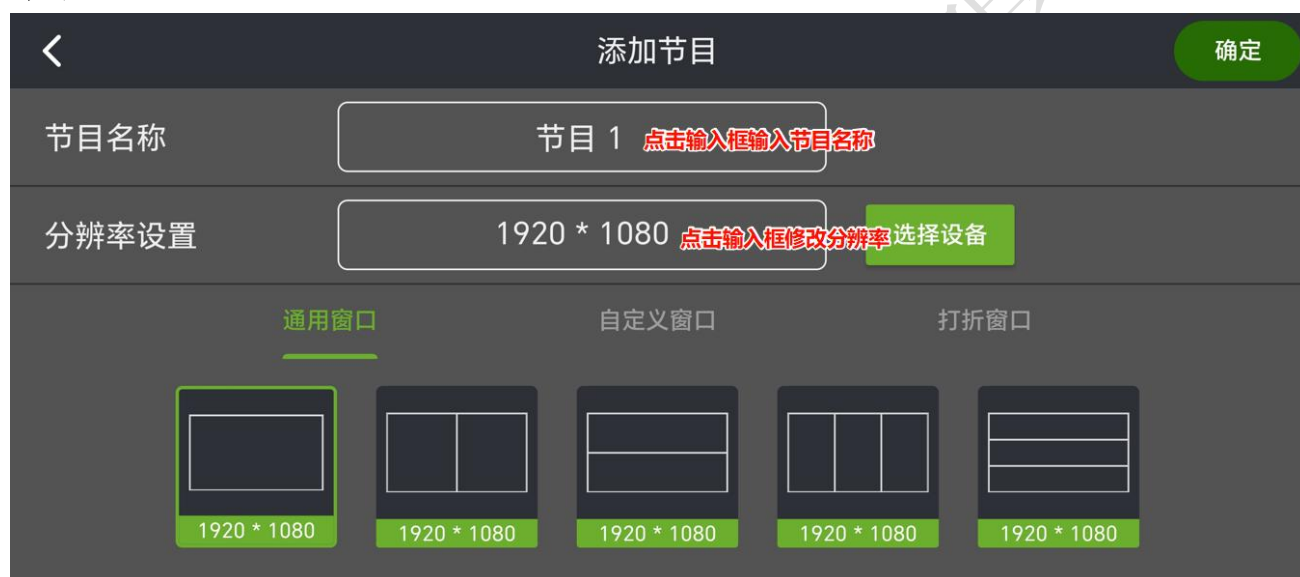 添加节目
确定
节目名称
节目 1 点击输入框输入节目名称
分辨率设置
1920 * 1080 点击输入框修改分辨率 选择设备
通用窗口 自定义窗口 打折窗口
1920 * 1080 1920 * 1080 1920 * 1080 1920 * 1080 1920 * 1080